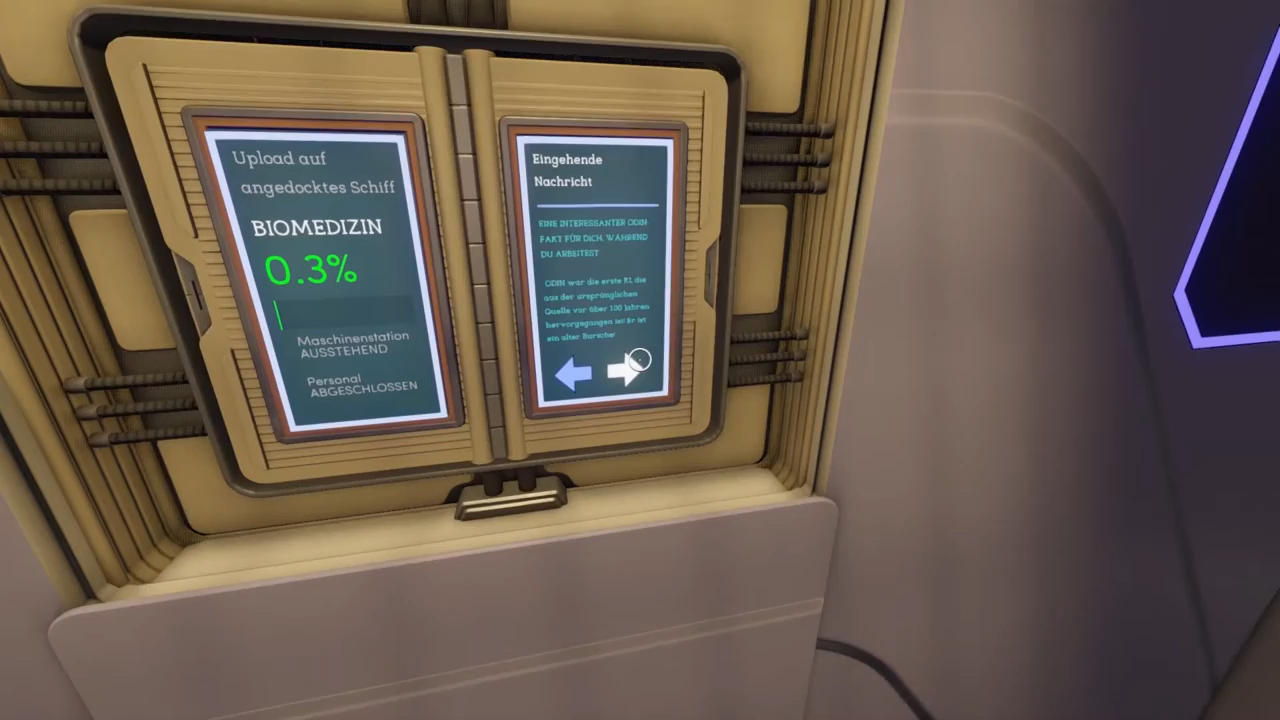 Upload auf
angedocktes Schiff
BIOMEDIZIN
0.3%
Maschinenstation
AUSSTEHEND
Personal
ABGESCHLOSSEN
Eingehende
Nachricht
EINE INTERESSANTER ODIN-
FAKT FÜR DICH, WÄHREND
DU ARBEITEST
ODIN war die erste KI, die
aus der ursprünglichen
Quelle vor über 100 Jahren
hervorgegangen ist! Er ist
ein alter Bursche!